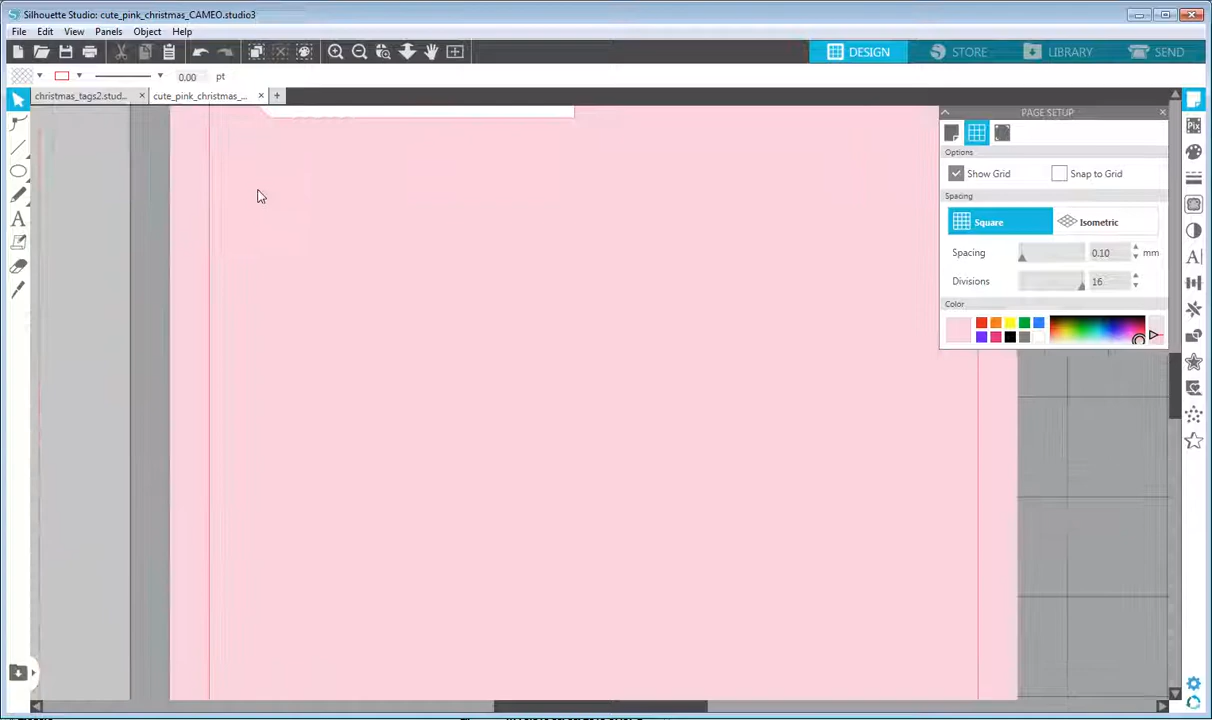 Silhouette Studio: cute_pink_christmas_CAMEO.studio3
File Edit View Panels Object Help
DESIGN STORE LIBRARY SEND
0.00 pt
christmas_tags2.stud... cute_pink_christmas_...
PAGE SETUP
Options
Show Grid Snap to Grid
Spacing
Square Isometric
Spacing 0.10 mm
Divisions 16
Color